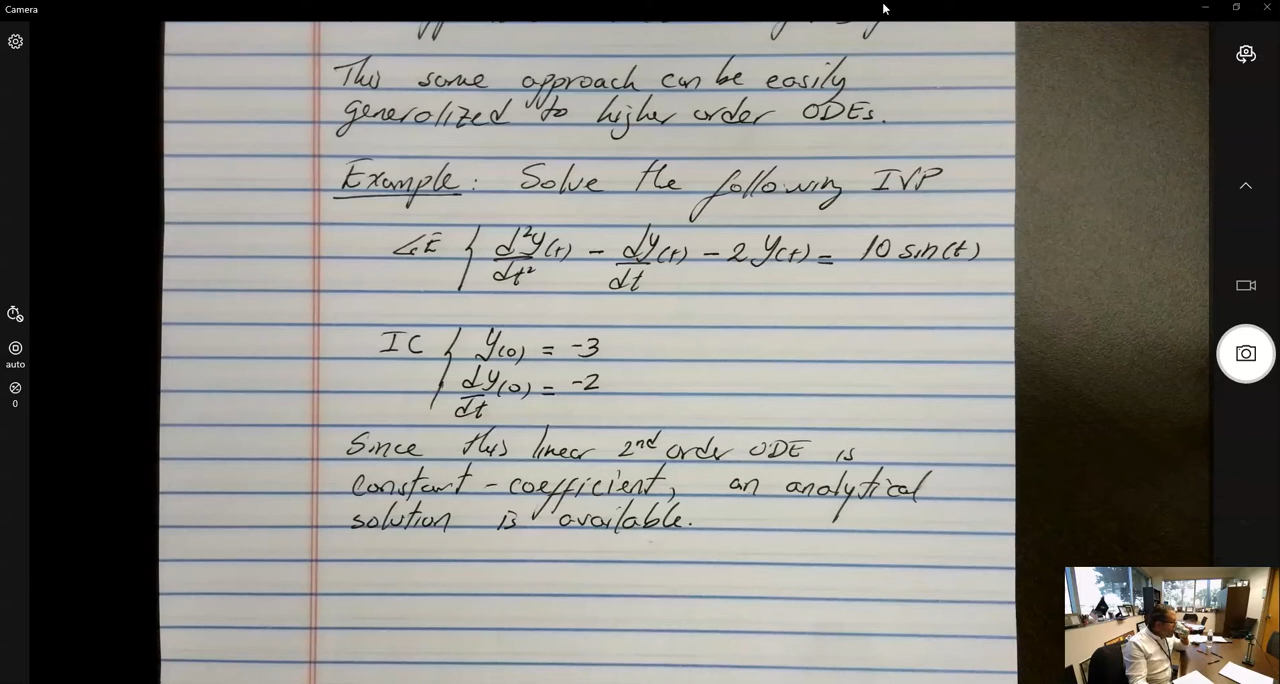 Camera
This same approach can be easily
generalized to higher order ODEs.
Example: Solve the following IVP
GE { d²y(t)/dt² - dy(t)/dt - 2y(t) = 10 sin(t)
IC { y(0) = -3
dy(0)/dt = -2
Since this linear 2nd order ODE is
constant-coefficient, an analytical
solution is available.
auto
0